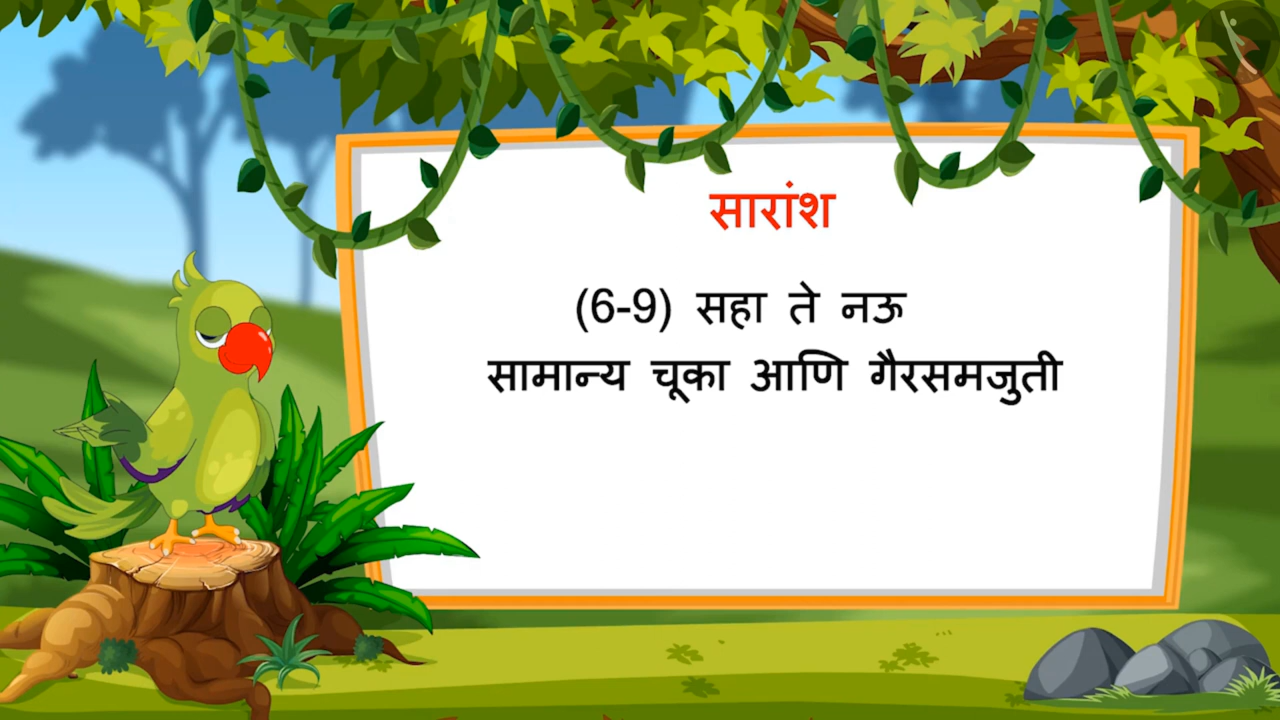 सारांश
(6-9) सहा ते नऊ
सामान्य चूका आणि गैरसमजुती